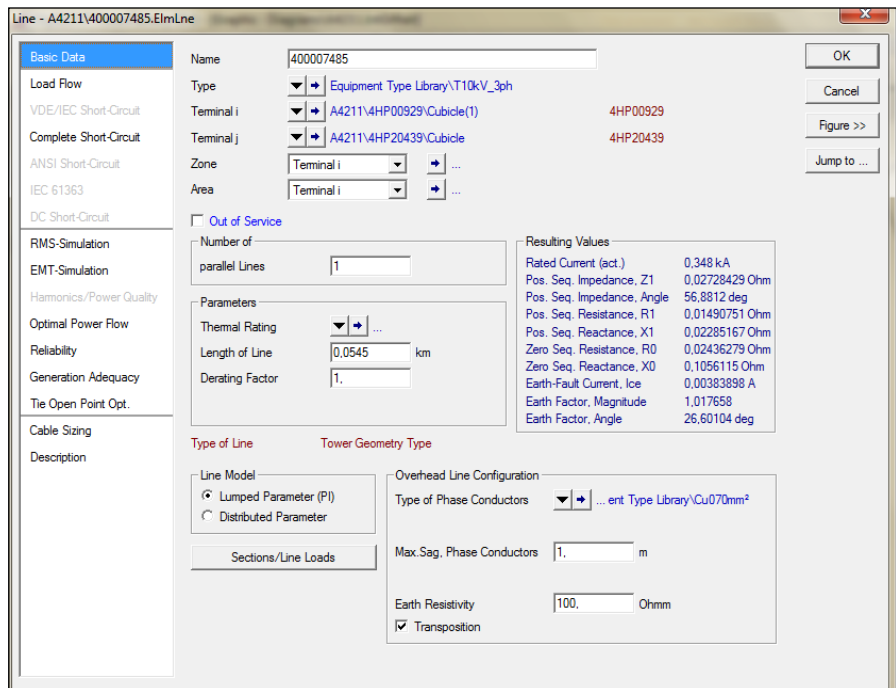 Line - A4211\400007485.ElmLne
Basic Data
Load Flow
VDE/IEC Short-Circuit
Complete Short-Circuit
ANSI Short-Circuit
IEC 61363
DC Short-Circuit
RMS-Simulation
EMT-Simulation
Harmonics/Power Quality
Optimal Power Flow
Reliability
Generation Adequacy
Tie Open Point Opt.
Cable Sizing
Description
Name 400007485
Type Equipment Type Library\T10kV_3ph
Terminal i A4211\4HP00929\Cubicle(1) 4HP00929
Terminal j A4211\4HP20439\Cubicle 4HP20439
Zone Terminal i ...
Area Terminal i ...
Out of Service
Number of
parallel Lines 1
Parameters
Thermal Rating ...
Length of Line 0,0545 km
Derating Factor 1,
Resulting Values
Rated Current (act.) 0,348 kA
Pos. Seq. Impedance, Z1 0,02728429 Ohm
Pos. Seq. Impedance, Angle 56,8812 deg
Pos. Seq. Resistance, R1 0,01490751 Ohm
Pos. Seq. Reactance, X1 0,02285167 Ohm
Zero Seq. Resistance, R0 0,02436279 Ohm
Zero Seq. Reactance, X0 0,1056115 Ohm
Earth-Fault Current, Ice 0,00383898 A
Earth Factor, Magnitude 1,017658
Earth Factor, Angle 26,60104 deg
Type of Line Tower Geometry Type
Line Model
Lumped Parameter (PI)
Distributed Parameter
Sections/Line Loads
Overhead Line Configuration
Type of Phase Conductors ... ent Type Library\Cu070mm²
Max.Sag, Phase Conductors 1, m
Earth Resistivity 100, Ohmm
Transposition
OK
Cancel
Figure >>
Jump to ...